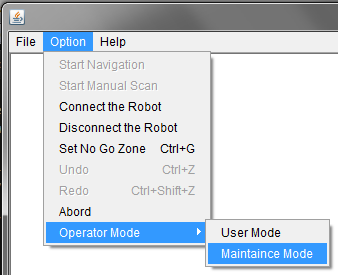 File Option Help
Start Navigation
Start Manual Scan
Connect the Robot
Disconnect the Robot
Set No Go Zone Ctrl+G
Undo Ctrl+Z
Redo Ctrl+Shift+Z
Abord
Operator Mode
User Mode
Maintaince Mode